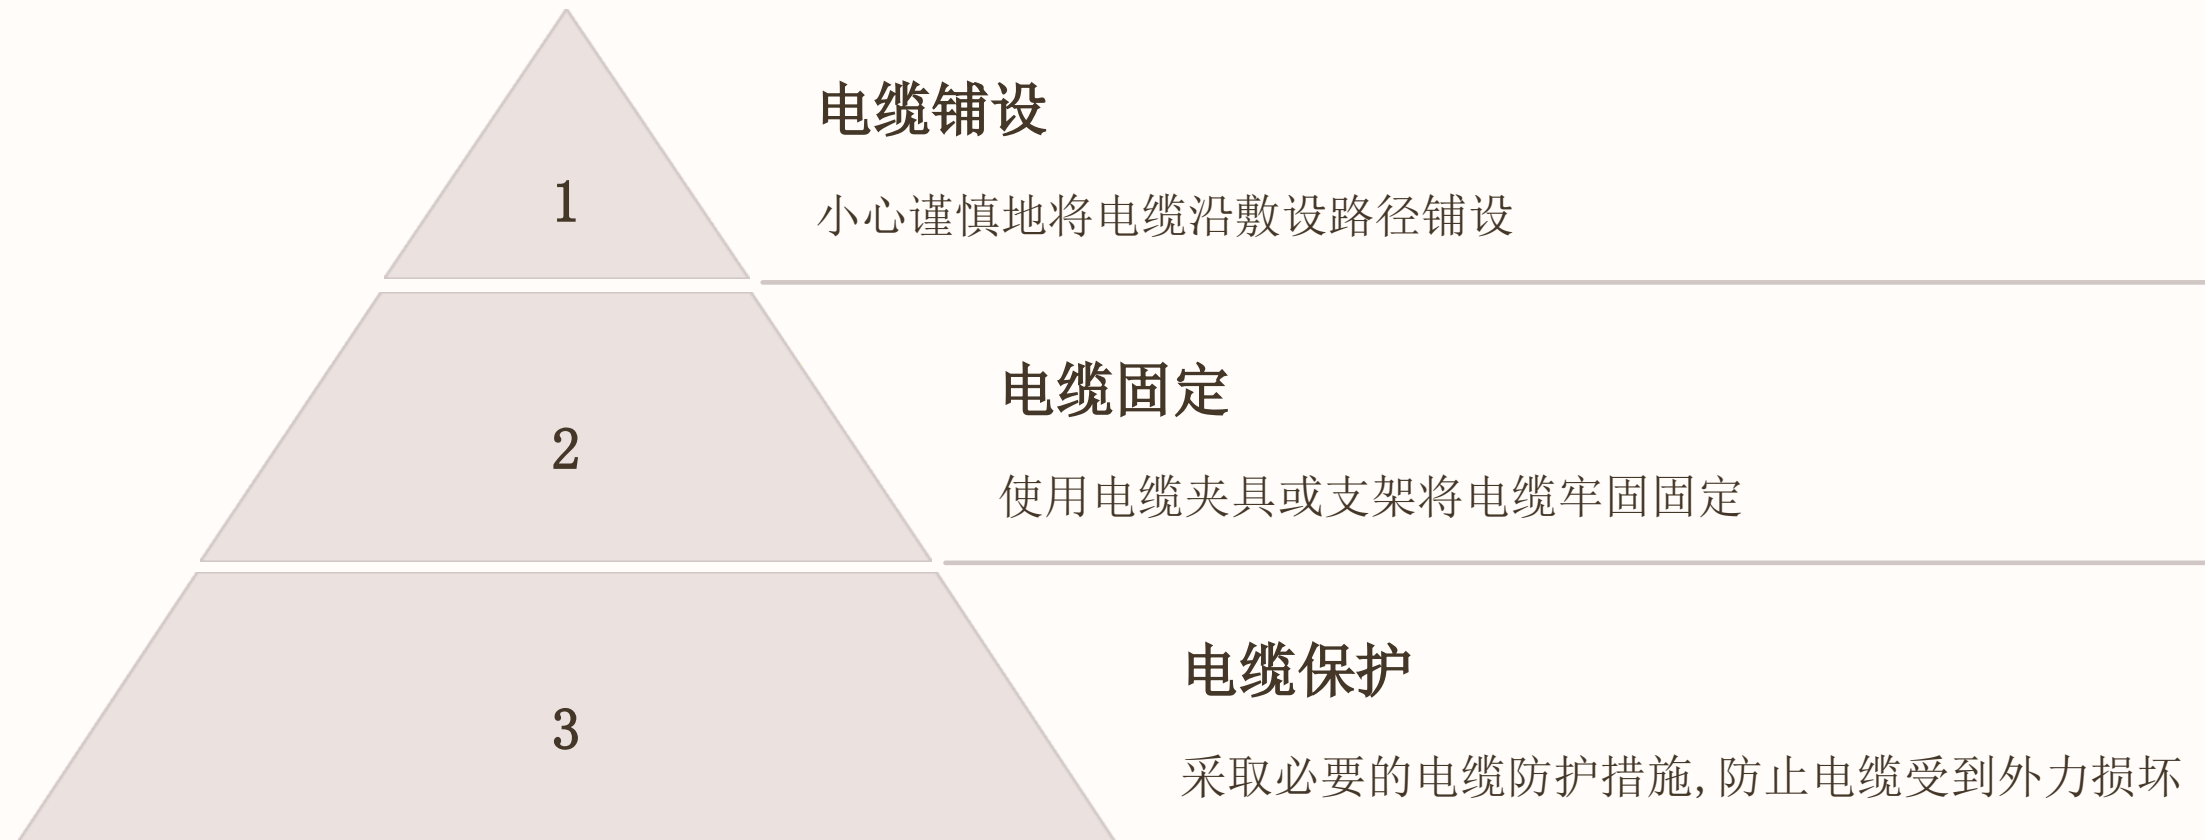 1
电缆铺设
小心谨慎地将电缆沿敷设路径铺设
2
电缆固定
使用电缆夹具或支架将电缆牢固固定
3
电缆保护
采取必要的电缆防护措施,防止电缆受到外力损坏